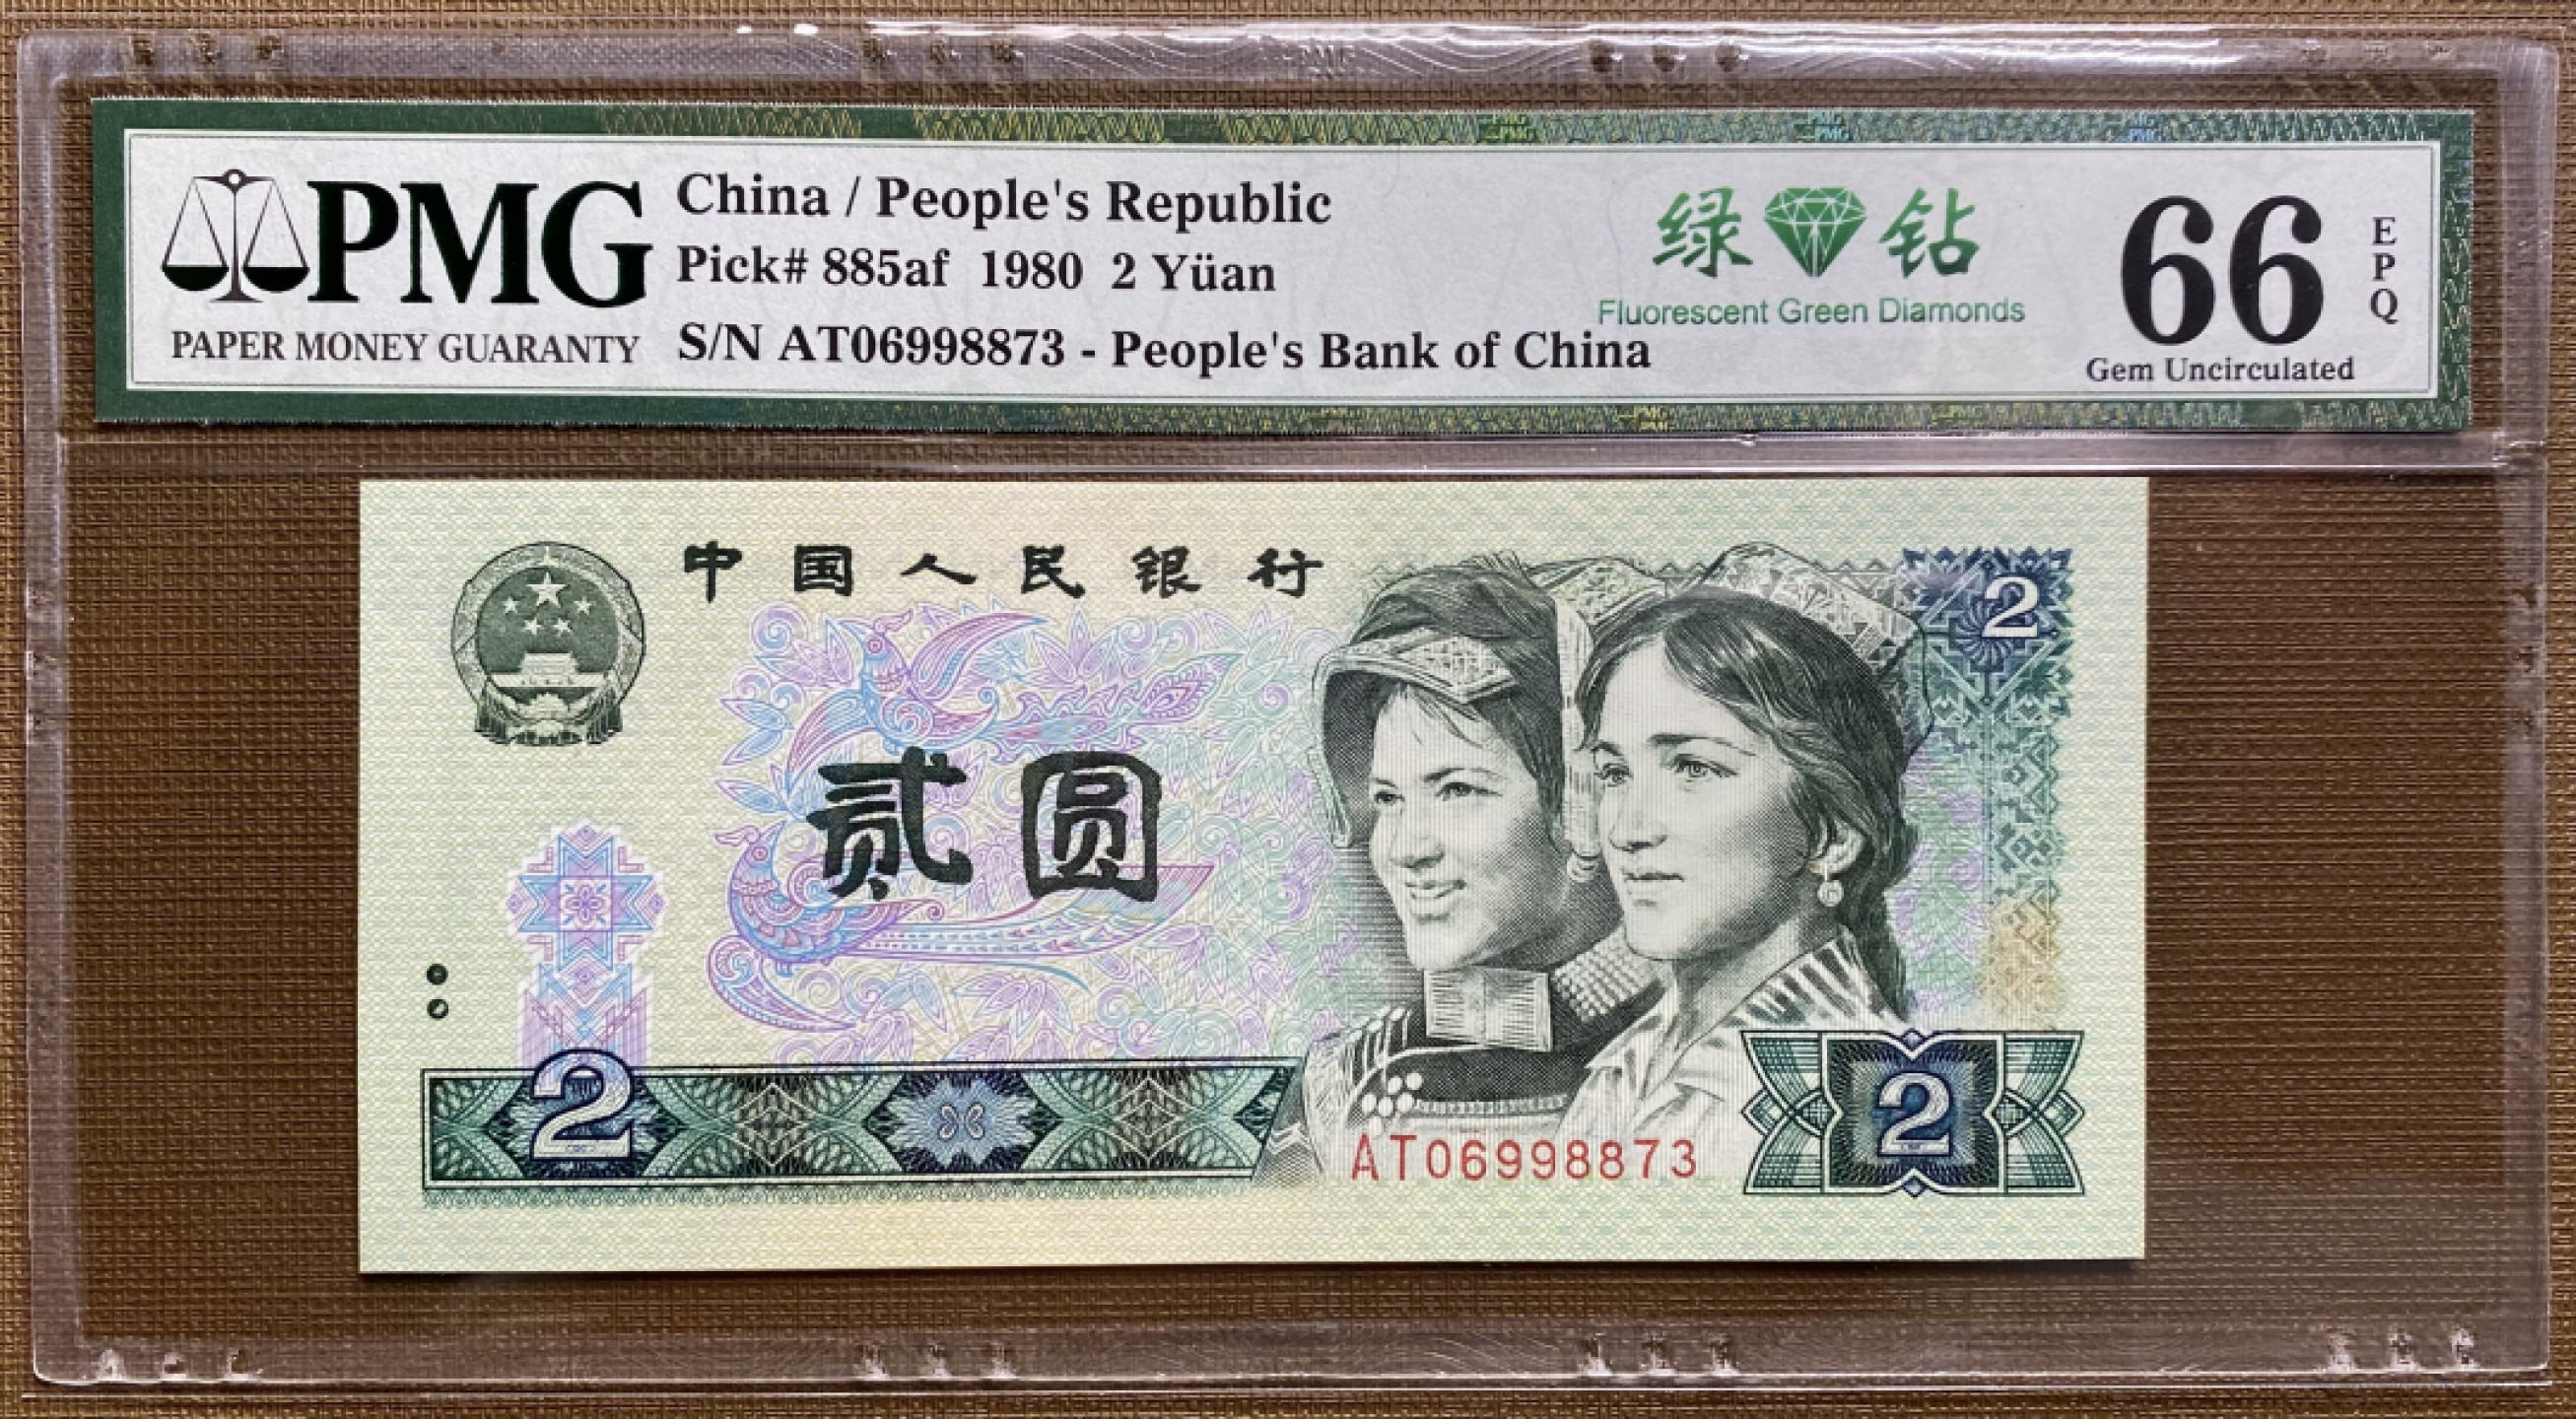 PMG
PAPER MONEY GUARANTY
China / People's Republic
Pick# 885af 1980 2 Yüan
S/N AT06998873 - People's Bank of China
绿 钻
Fluorescent Green Diamonds
66
EPQ
Gem Uncirculated
中国人民银行
2
贰圆
2
2
AT06998873